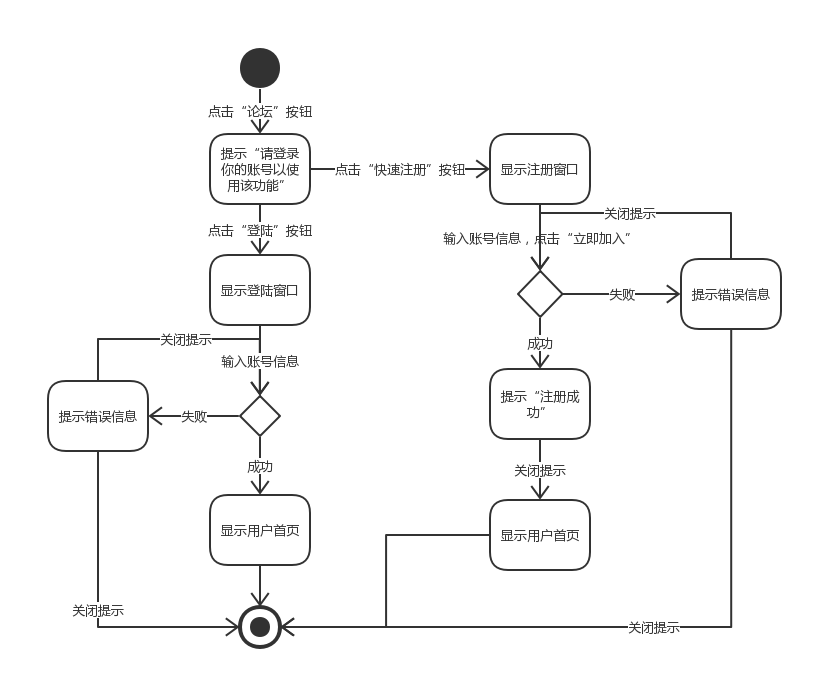 点击“论坛”按钮
提示“请登录
你的账号以使
用该功能”
点击“快速注册”按钮
显示注册窗口
关闭提示
点击“登陆”按钮
输入账号信息，点击“立即加入”
显示登陆窗口
失败
提示错误信息
关闭提示
成功
输入账号信息
提示“注册成
功”
提示错误信息
失败
成功
关闭提示
显示用户首页
显示用户首页
关闭提示
关闭提示